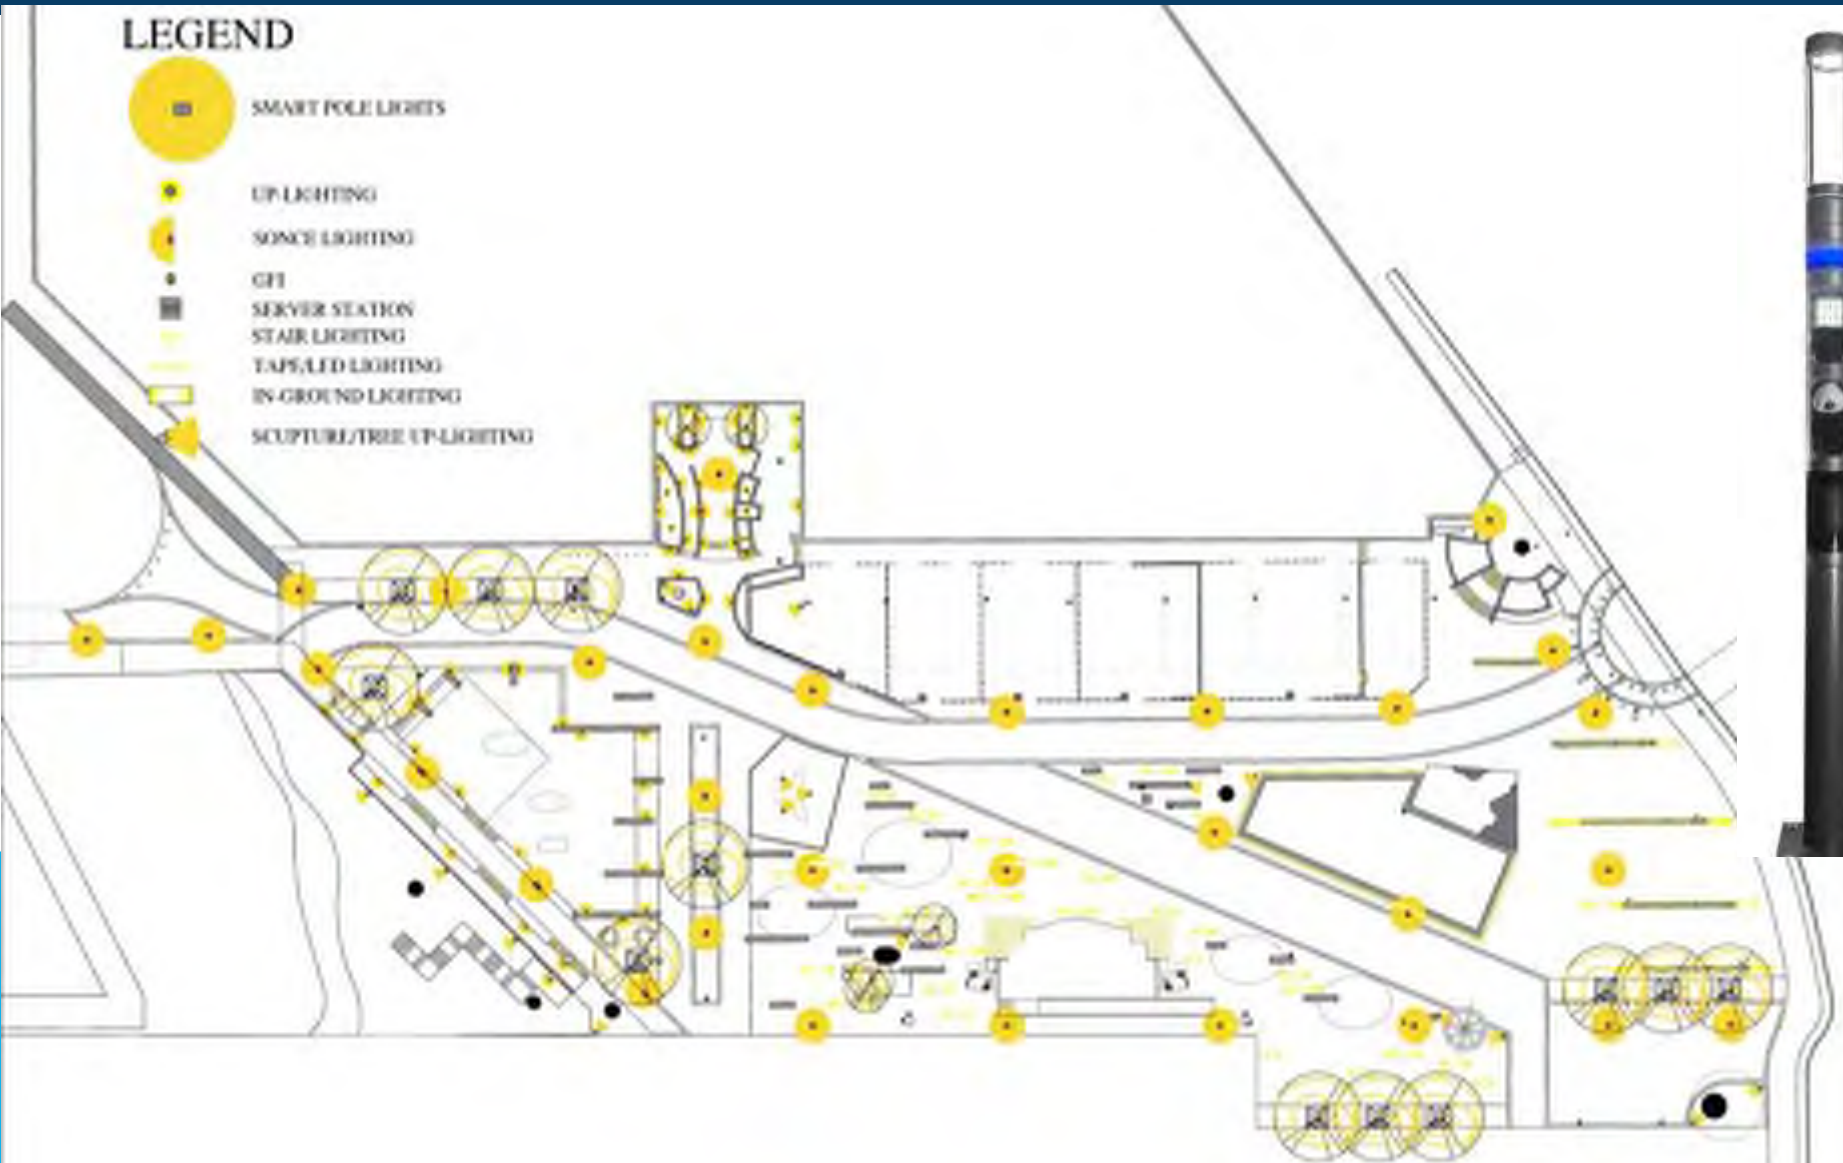 LEGEND
SMART POLE LIGHTS
UP-LIGHTING
SONCE LIGHTING
GFI
SERVER STATION
STAIR LIGHTING
TAPE/LED LIGHTING
IN-GROUND LIGHTING
SCUPTURE/TREE UP-LIGHTING